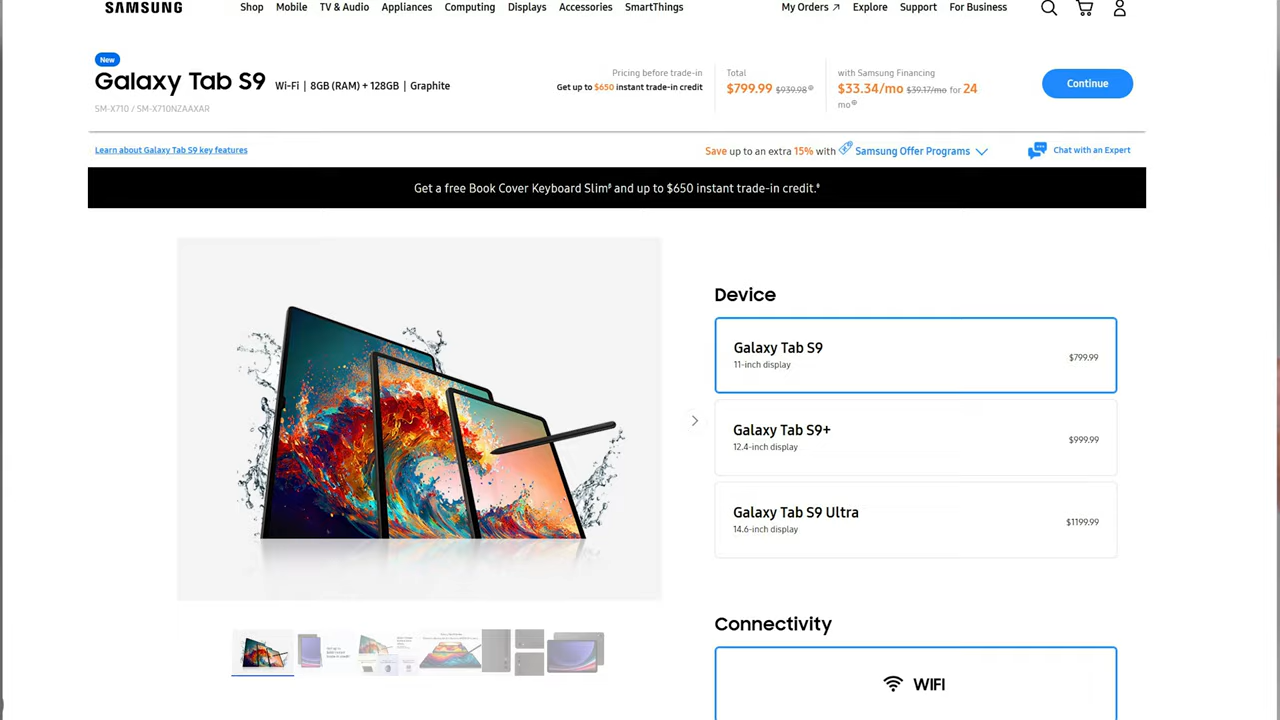 SAMSUNG
Shop Mobile TV & Audio Appliances Computing Displays Accessories SmartThings
My Orders ↗ Explore Support For Business
New
Galaxy Tab S9 Wi-Fi | 8GB (RAM) + 128GB | Graphite
SM-X710 / SM-X710NZAAXAR
Pricing before trade-in
Get up to $650 instant trade-in credit
Total
$799.99 $939.98
with Samsung Financing
$33.34/mo $39.17/mo for 24
mo
Continue
Learn about Galaxy Tab S9 key features
Save up to an extra 15% with Samsung Offer Programs
Chat with an Expert
Get a free Book Cover Keyboard Slim and up to $650 instant trade-in credit.
Device
Galaxy Tab S9
11-inch display
$799.99
Galaxy Tab S9+
12.4-inch display
$999.99
Galaxy Tab S9 Ultra
14.6-inch display
$1199.99
Connectivity
WIFI